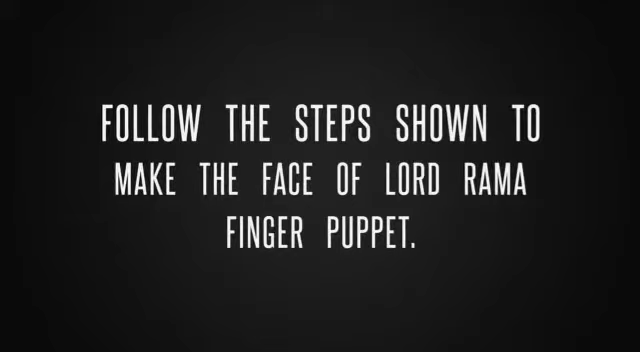 FOLLOW THE STEPS SHOWN TO
MAKE THE FACE OF LORD RAMA
FINGER PUPPET.